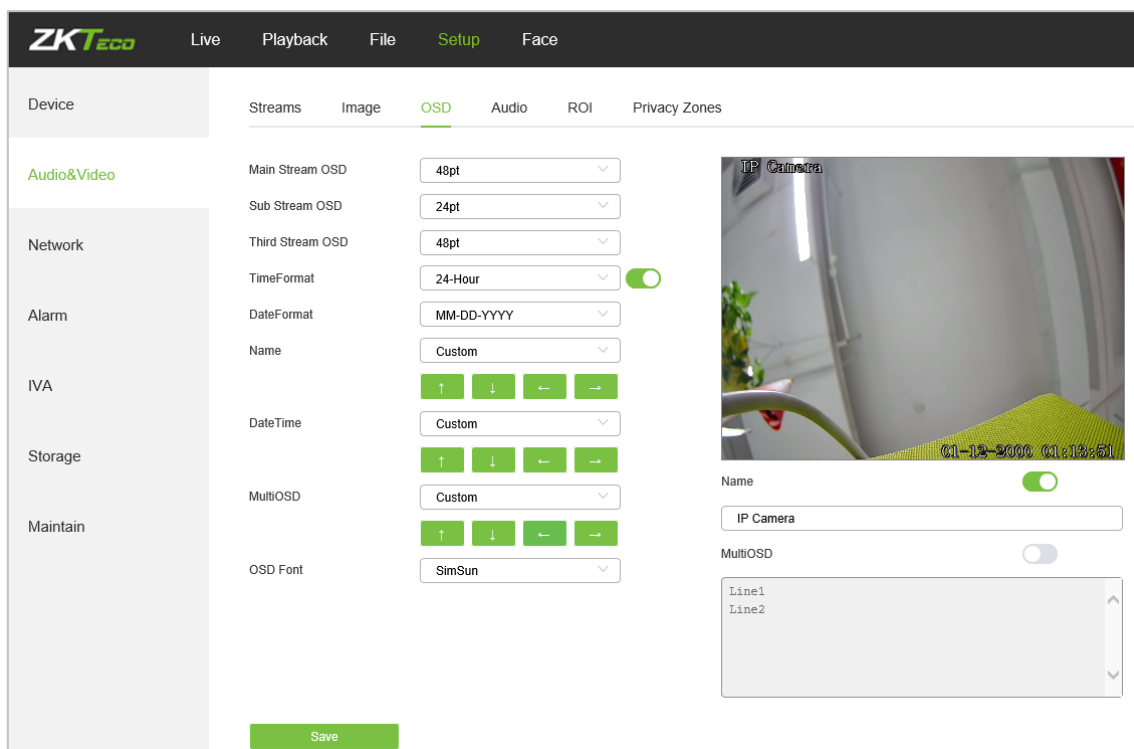 ZKTeco Live Playback File Setup Face
Device
Audio&Video
Network
Alarm
IVA
Storage
Maintain
Streams Image OSD Audio ROI Privacy Zones
Main Stream OSD 48pt
Sub Stream OSD 24pt
Third Stream OSD 48pt
TimeFormat 24-Hour
DateFormat MM-DD-YYYY
Name Custom
↑ ↓ ← →
DateTime Custom
↑ ↓ ← →
MultiOSD Custom
↑ ↓ ← →
OSD Font SimSun
Save
IP Camera
01-12-2000 01:13:51
Name
IP Camera
MultiOSD
Line1
Line2